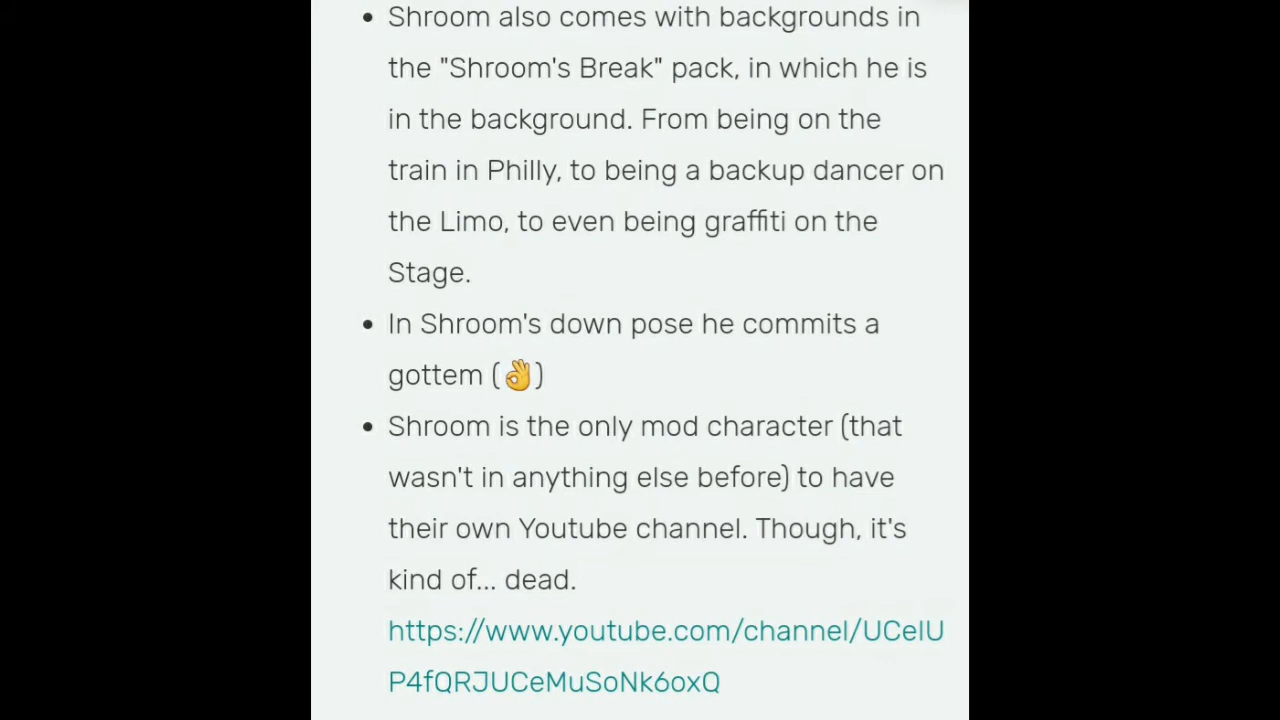 • Shroom also comes with backgrounds in
the "Shroom's Break" pack, in which he is
in the background. From being on the
train in Philly, to being a backup dancer on
the Limo, to even being graffiti on the
Stage.
• In Shroom's down pose he commits a
gottem (👌)
• Shroom is the only mod character (that
wasn't in anything else before) to have
their own Youtube channel. Though, it's
kind of... dead.
https://www.youtube.com/channel/UCelU
P4fQRJUCeMuSoNk6oxQ